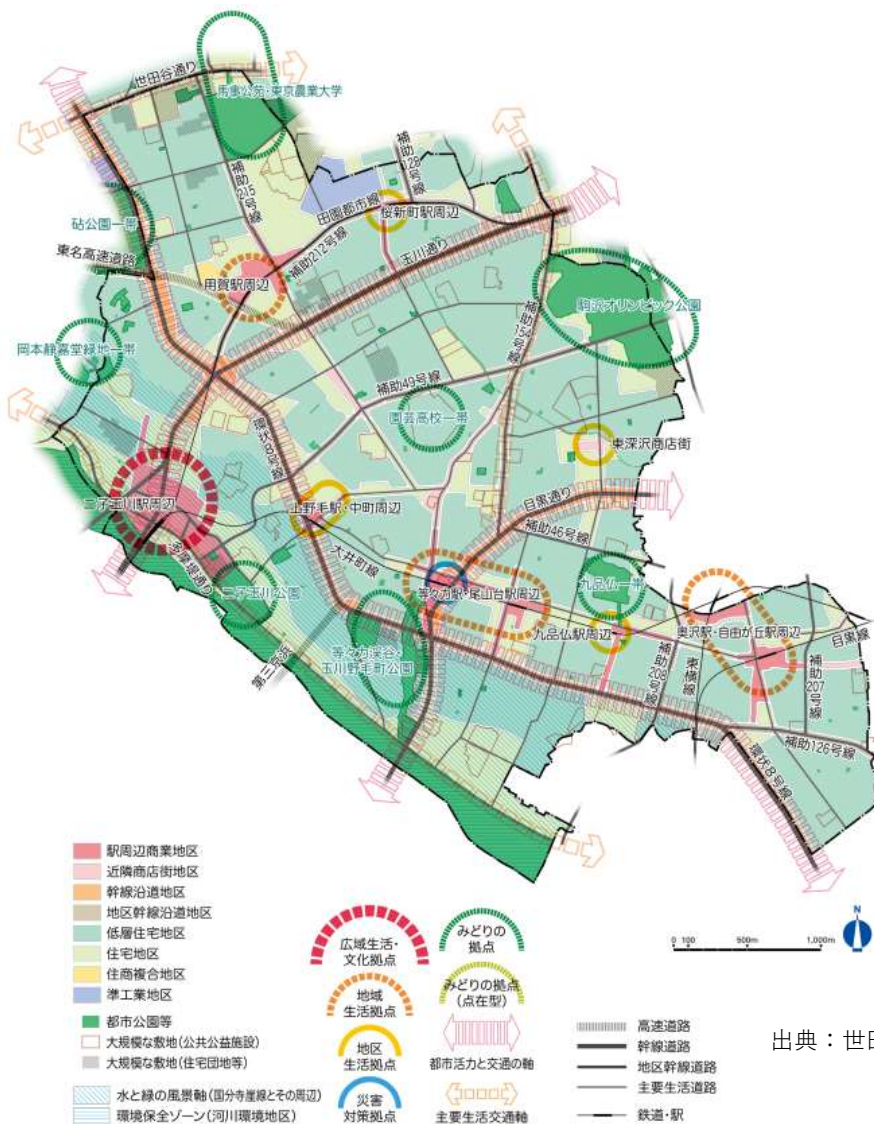 世田谷通り
馬事公苑・東京農業大学
補助215号線
補助128号線
田園都市線
桜新町駅周辺
砧公園一帯
東名高速道路
補助212号線
玉川通り
用賀駅周辺
駒沢オリンピック公園
岡本静嘉堂緑地一帯
補助154号線
補助49号線
園芸高校一帯
環状8号線
東深沢商店街
二子玉川駅周辺
上野毛駅・中町周辺
目黒通り
補助46号線
多摩堤通り
大井町線
二子玉川公園
等々力駅・尾山台駅周辺
九品仏一帯
九品仏駅周辺
奥沢駅・自由が丘駅周辺
目黒線
等々力渓谷・
玉川野毛町公園
第三京浜
補助208号線
東横線
補助207号線
補助126号線
環状8号線
駅周辺商業地区
近隣商店街地区
幹線沿道地区
地区幹線沿道地区
低層住宅地区
住宅地区
住商複合地区
準工業地区
都市公園等
大規模な敷地(公共公益施設)
大規模な敷地(住宅団地等)
水と緑の風景軸(国分寺崖線とその周辺)
環境保全ゾーン(河川環境地区)
広域生活・
文化拠点
地域
生活拠点
地区
生活拠点
災害
対策拠点
みどりの
拠点
みどりの拠点
(点在型)
都市活力と交通の軸
主要生活交通軸
N
0 100 500m 1,000m
高速道路
幹線道路
地区幹線道路
主要生活道路
鉄道・駅
出典:世田